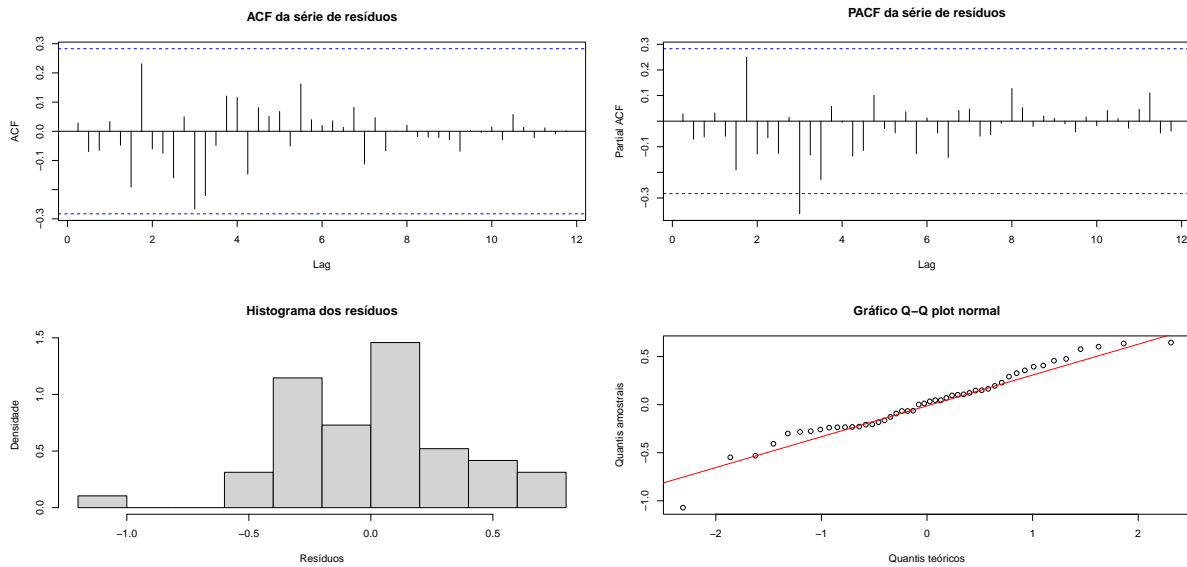 ACF da série de resíduos
ACF
0.3
0.2
0.1
0.0
−0.1
−0.3
0 2 4 6 8 10 12
Lag
PACF da série de resíduos
Partial ACF
0.3
0.2
0.1
0.0
−0.1
−0.3
0 2 4 6 8 10 12
Lag
Histograma dos resíduos
Densidade
1.5
1.0
0.5
0.0
−1.0 −0.5 0.0 0.5
Resíduos
Gráfico Q−Q plot normal
Quantis amostrais
0.5
0.0
−0.5
−1.0
−2 −1 0 1 2
Quantis teóricos